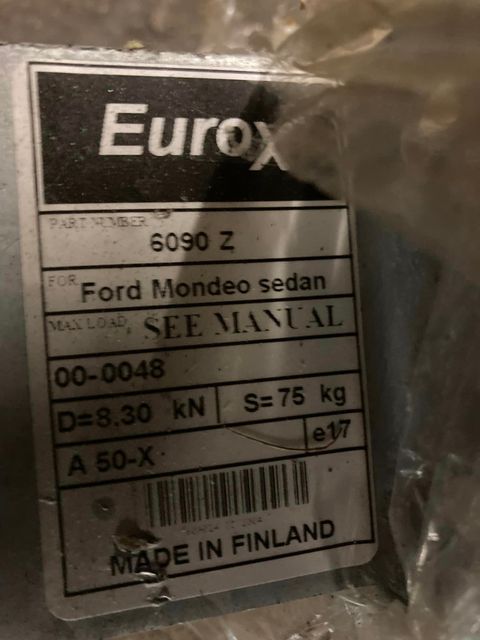 Eurox
PART NUMBER
6090 Z
FOR Ford Mondeo sedan
MAX LOAD, SEE MANUAL
00-0048
D=8.30 kN S=75 kg
e17
A 50-X
MADE IN FINLAND